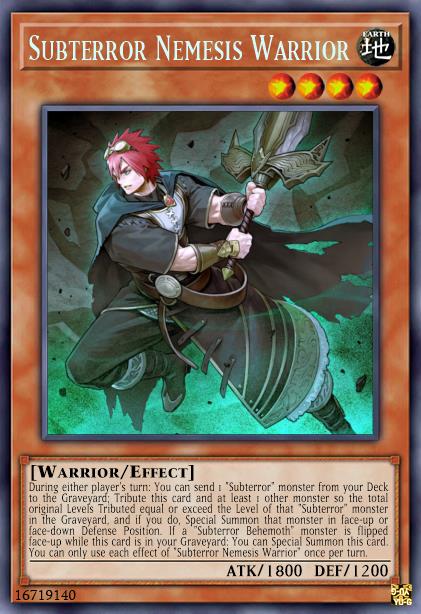 SUBTERROR NEMESIS WARRIOR
EARTH
地
[WARRIOR/EFFECT]
During either player's turn: You can send 1 "Subterror" monster from your Deck
to the Graveyard; Tribute this card and at least 1 other monster so the total
original Levels Tributed equal or exceed the Level of that "Subterror" monster
in the Graveyard, and if you do, Special Summon that monster in face-up or
face-down Defense Position. If a "Subterror Behemoth" monster is flipped
face-up while this card is in your Graveyard: You can Special Summon this card.
You can only use each effect of "Subterror Nemesis Warrior" once per turn.
ATK/1800 DEF/1200
16719140